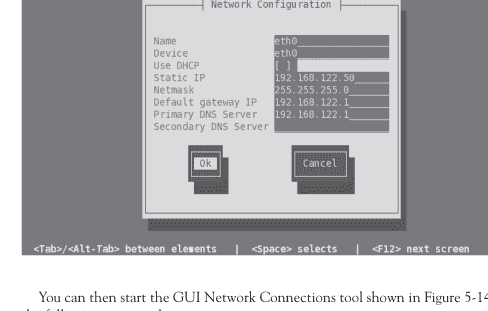 Network Configuration
Name eth0
Device eth0
Use DHCP [ ]
Static IP 192.168.122.50
Netmask 255.255.255.0
Default gateway IP 192.168.122.1
Primary DNS Server 192.168.122.1
Secondary DNS Server
Ok Cancel
<Tab>/<Alt-Tab> between elements | <Space> selects | <F12> next screen
You can then start the GUI Network Connections tool shown in Figure 5-14